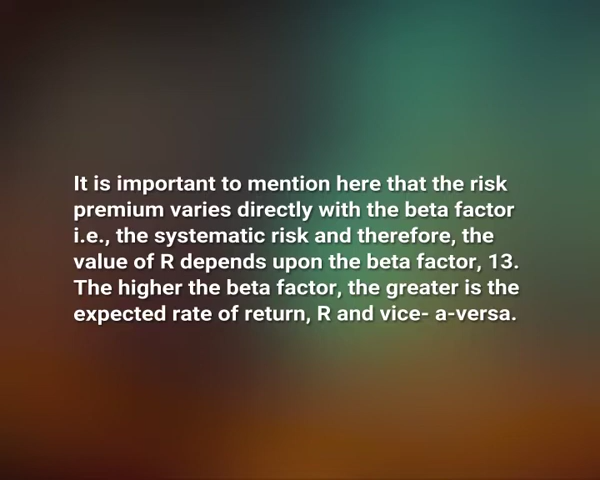 It is important to mention here that the risk
premium varies directly with the beta factor
i.e., the systematic risk and therefore, the
value of R depends upon the beta factor, 13.
The higher the beta factor, the greater is the
expected rate of return, R and vice- a-versa.